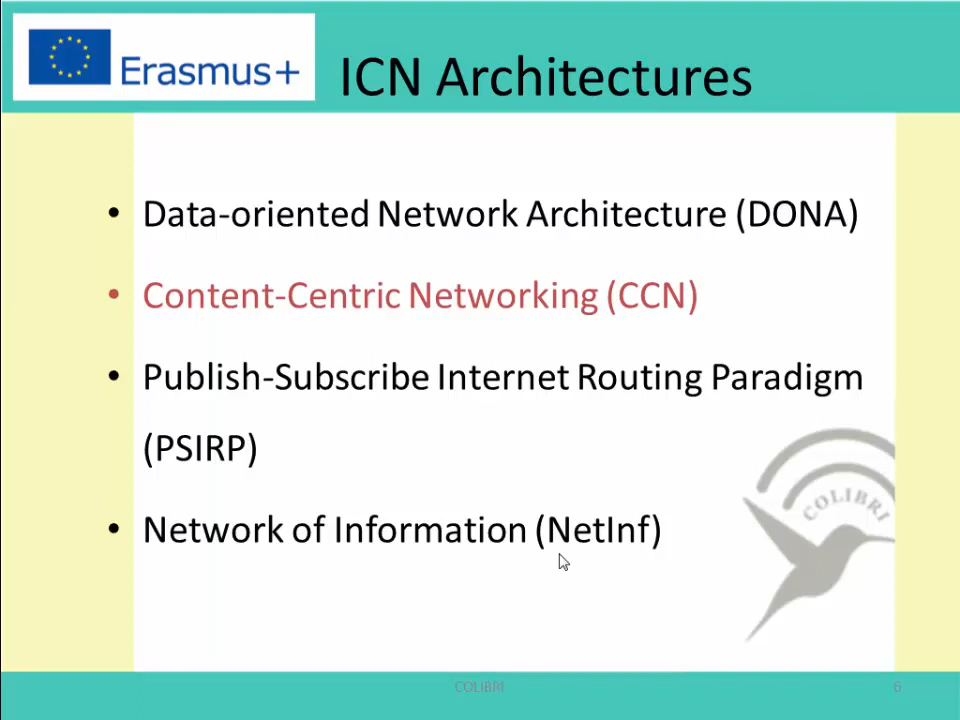 Erasmus+
ICN Architectures
• Data-oriented Network Architecture (DONA)
• Content-Centric Networking (CCN)
• Publish-Subscribe Internet Routing Paradigm
(PSIRP)
• Network of Information (NetInf)
COLIBRI
COLIBRI
6